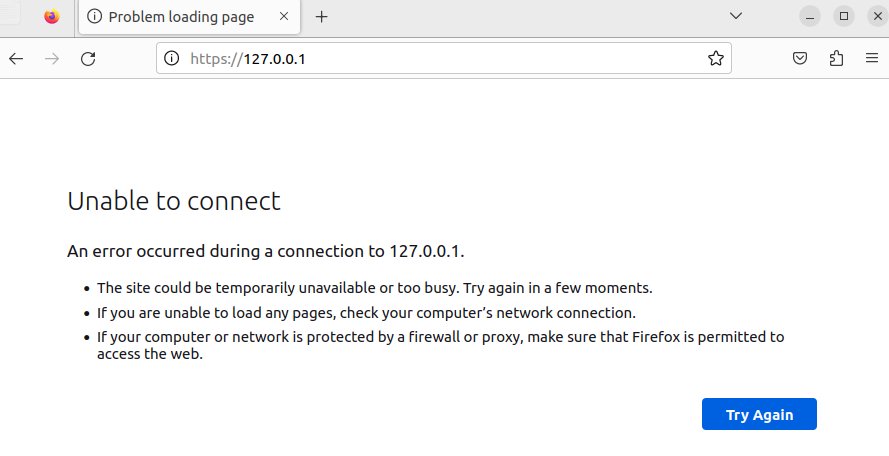 Problem loading page
https://127.0.0.1
Unable to connect
An error occurred during a connection to 127.0.0.1.
• The site could be temporarily unavailable or too busy. Try again in a few moments.
• If you are unable to load any pages, check your computer’s network connection.
• If your computer or network is protected by a firewall or proxy, make sure that Firefox is permitted to
access the web.
Try Again